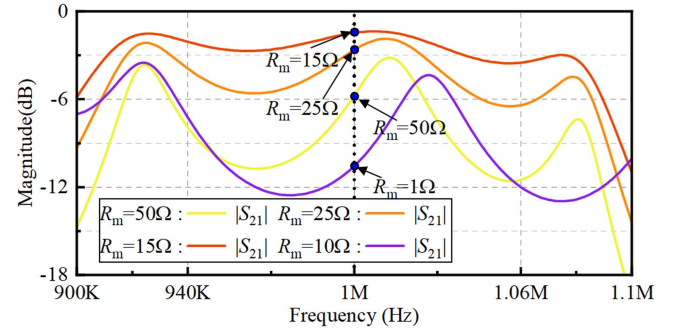 0
-6
-12
-18
Magnitude(dB)
Rm=15Ω
Rm=25Ω
Rm=50Ω
Rm=1Ω
Rm=50Ω : |S21| Rm=25Ω : |S21|
Rm=15Ω : |S21| Rm=10Ω : |S21|
900K 940K 1M 1.06M 1.1M
Frequency (Hz)